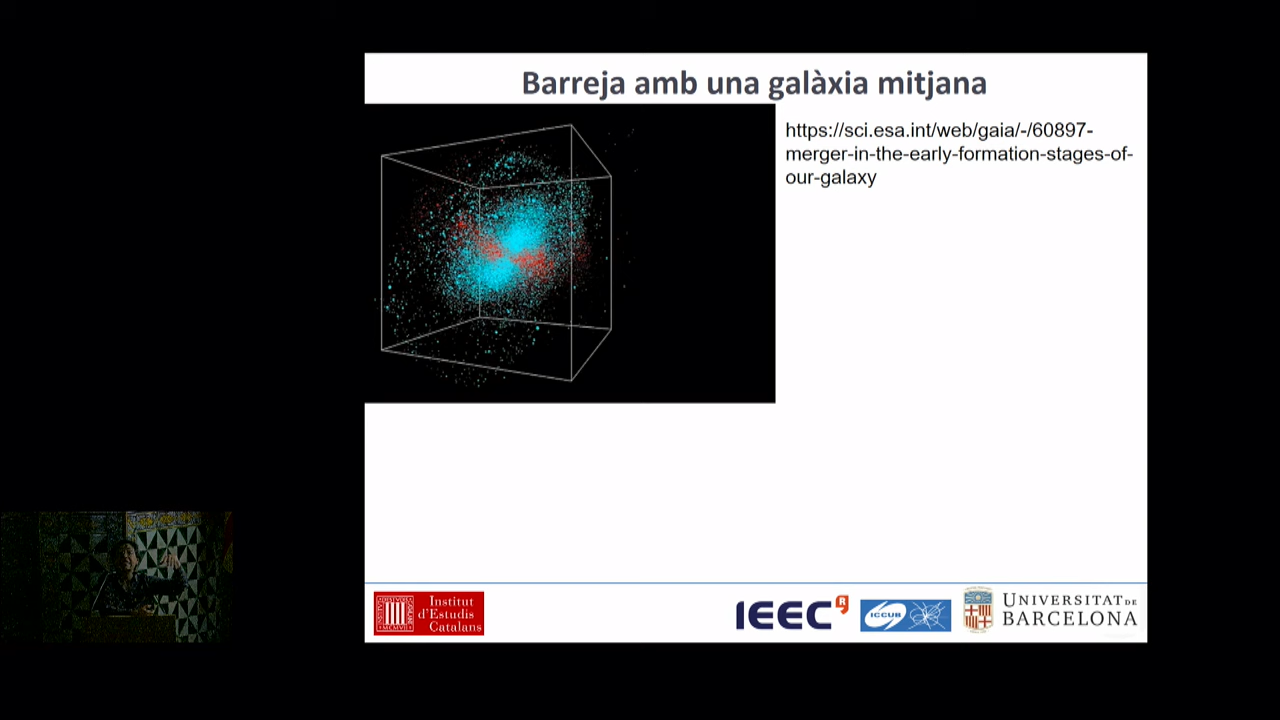 Barreja amb una galàxia mitjana
https://sci.esa.int/web/gaia/-/60897-
merger-in-the-early-formation-stages-of-
our-galaxy
Institut
d'Estudis
Catalans
IEEC R
ICCUB
UNIVERSITAT DE
BARCELONA